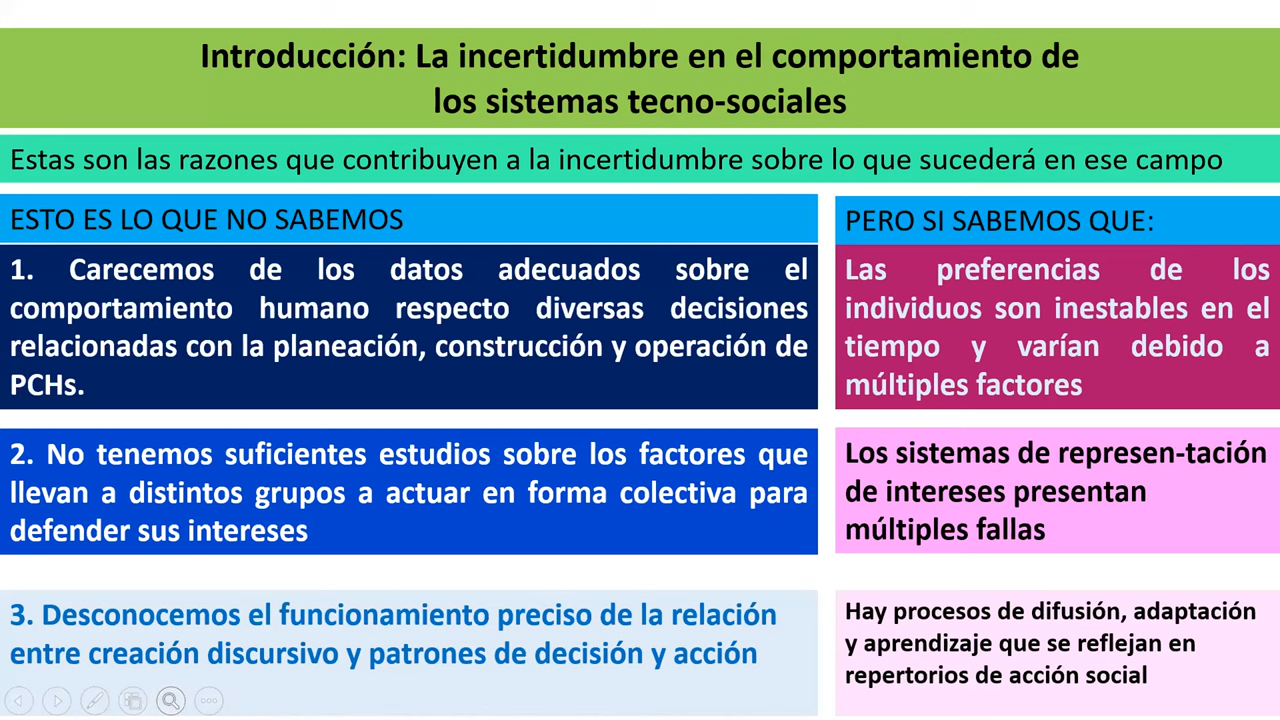 Introducción: La incertidumbre en el comportamiento de
los sistemas tecno-sociales
Estas son las razones que contribuyen a la incertidumbre sobre lo que sucederá en ese campo
ESTO ES LO QUE NO SABEMOS
1. Carecemos de los datos adecuados sobre el
comportamiento humano respecto diversas decisiones
relacionadas con la planeación, construcción y operación de
PCHs.
2. No tenemos suficientes estudios sobre los factores que
llevan a distintos grupos a actuar en forma colectiva para
defender sus intereses
3. Desconocemos el funcionamiento preciso de la relación
entre creación discursivo y patrones de decisión y acción
PERO SI SABEMOS QUE:
Las preferencias de los
individuos son inestables en el
tiempo y varían debido a
múltiples factores
Los sistemas de represen-tación
de intereses presentan
múltiples fallas
Hay procesos de difusión, adaptación
y aprendizaje que se reflejan en
repertorios de acción social